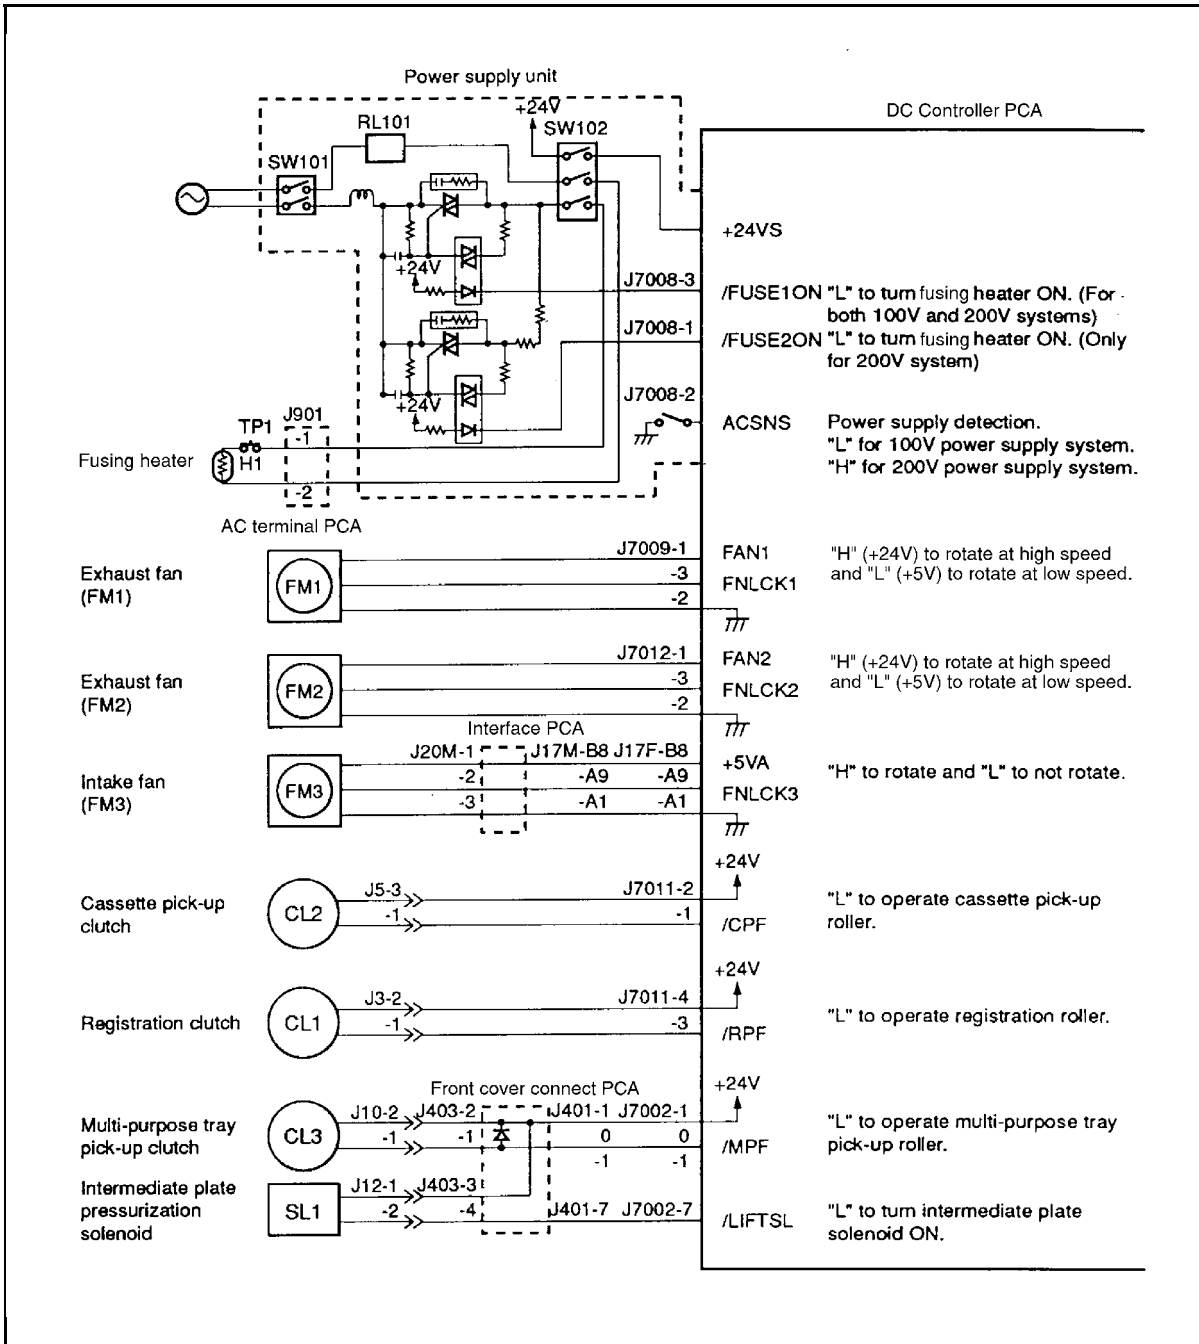 Power supply unit
DC Controller PCA
+24V
RL101
SW102
SW101
+24VS
+24V
J7008-3
/FUSE1ON "L" to turn fusing heater ON. (For
both 100V and 200V systems)
J7008-1
/FUSE2ON "L" to turn fusing heater ON. (Only
for 200V system)
+24V
J7008-2
ACSNS Power supply detection.
"L" for 100V power supply system.
"H" for 200V power supply system.
TP1
J901
-1
Fusing heater
H1
-2
AC terminal PCA
Exhaust fan
(FM1)
FM1
J7009-1 FAN1
-3 FNLCK1
-2
"H" (+24V) to rotate at high speed
and "L" (+5V) to rotate at low speed.
Exhaust fan
(FM2)
FM2
J7012-1 FAN2
-3 FNLCK2
-2
"H" (+24V) to rotate at high speed
and "L" (+5V) to rotate at low speed.
Interface PCA
Intake fan
(FM3)
FM3
J20M-1 J17M-B8 J17F-B8 +5VA
-2 -A9 -A9 FNLCK3
-3 -A1 -A1
"H" to rotate and "L" to not rotate.
+24V
Cassette pick-up
clutch
CL2
J5-3 J7011-2
-1 -1 /CPF
"L" to operate cassette pick-up
roller.
+24V
Registration clutch
CL1
J3-2 J7011-4
-1 -3 /RPF
"L" to operate registration roller.
+24V
Front cover connect PCA
Multi-purpose tray
pick-up clutch
CL3
J10-2 J403-2 J401-1 J7002-1
-1 -1 0 0 /MPF
-1 -1
"L" to operate multi-purpose tray
pick-up roller.
Intermediate plate
pressurization
solenoid
SL1
J12-1 J403-3
-2 -4 J401-7 J7002-7 /LIFTSL
"L" to turn intermediate plate
solenoid ON.